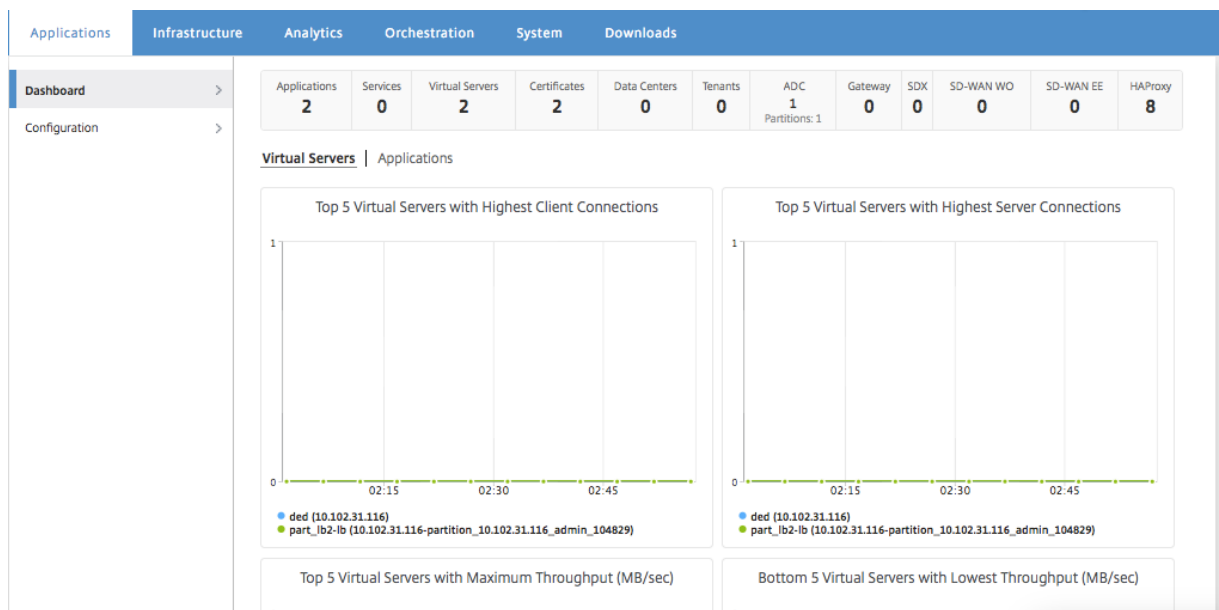 Applications Infrastructure Analytics Orchestration System Downloads
Dashboard
Configuration
Applications Services Virtual Servers Certificates Data Centers Tenants ADC Gateway SDX SD-WAN WO SD-WAN EE HAProxy
2 0 2 2 0 0 1 0 0 0 0 8
Partitions: 1
Virtual Servers | Applications
Top 5 Virtual Servers with Highest Client Connections
1
0
02:15 02:30 02:45
ded (10.102.31.116)
part_lb2-lb (10.102.31.116-partition_10.102.31.116_admin_104829)
Top 5 Virtual Servers with Highest Server Connections
1
0
02:15 02:30 02:45
ded (10.102.31.116)
part_lb2-lb (10.102.31.116-partition_10.102.31.116_admin_104829)
Top 5 Virtual Servers with Maximum Throughput (MB/sec)
Bottom 5 Virtual Servers with Lowest Throughput (MB/sec)